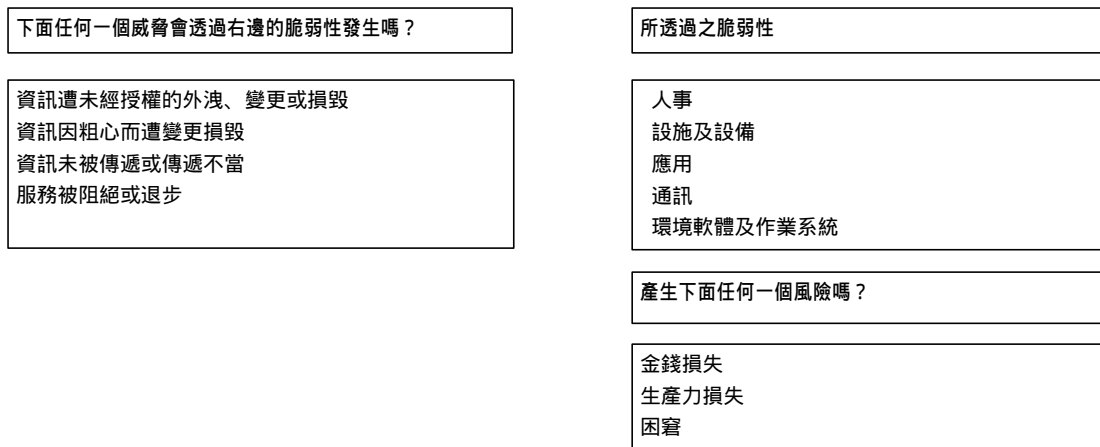 下面任何一個威脅會透過右邊的脆弱性發生嗎？
所透過之脆弱性
資訊遭未經授權的外洩、變更或損毀
資訊因粗心而遭變更損毀
資訊未被傳遞或傳遞不當
服務被阻絕或退步
人事
設施及設備
應用
通訊
環境軟體及作業系統
產生下面任何一個風險嗎？
金錢損失
生產力損失
困窘